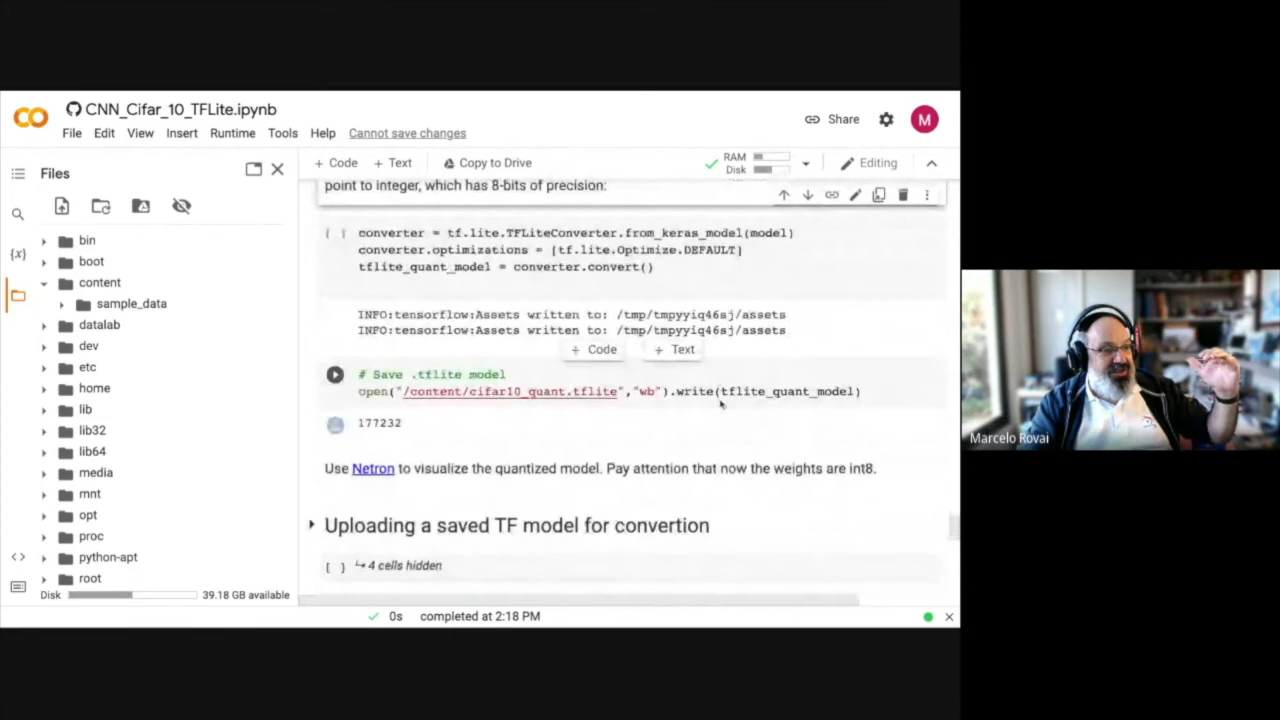 CNN_Cifar_10_TFLite.ipynb
File Edit View Insert Runtime Tools Help Cannot save changes
Share
M
Files
+ Code + Text Copy to Drive
RAM
Disk
Editing
bin
boot
content
sample_data
datalab
dev
etc
home
lib
lib32
lib64
media
mnt
opt
proc
python-apt
root
Disk 39.18 GB available
point to integer, which has 8-bits of precision:
[ ] converter = tf.lite.TFLiteConverter.from_keras_model(model)
converter.optimizations = [tf.lite.Optimize.DEFAULT]
tflite_quant_model = converter.convert()
INFO:tensorflow:Assets written to: /tmp/tmpyyiq46sj/assets
INFO:tensorflow:Assets written to: /tmp/tmpyyiq46sj/assets
+ Code + Text
# Save .tflite model
open("/content/cifar10_quant.tflite","wb").write(tflite_quant_model)
177232
Use Netron to visualize the quantized model. Pay attention that now the weights are int8.
Uploading a saved TF model for convertion
[ ] ↳ 4 cells hidden
0s completed at 2:18 PM
Marcelo Rovai